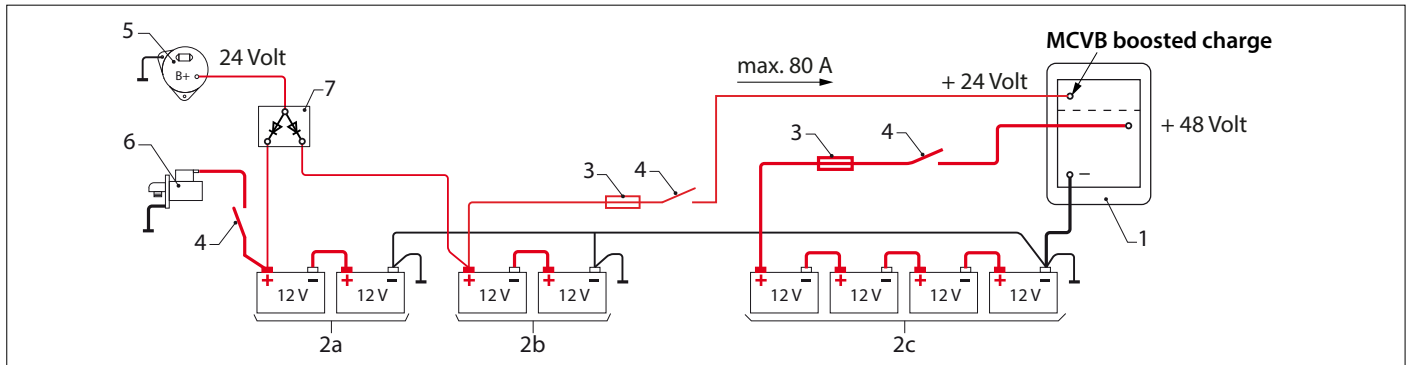 5
24 Volt
B+
7
6
4
max. 80 A
MCVB boosted charge
+ 24 Volt
+ 48 Volt
3
4
3
4
−
1
+ − + −
12 V 12 V
+ − + −
12 V 12 V
+ − + − + − + −
12 V 12 V 12 V 12 V
2a
2b
2c